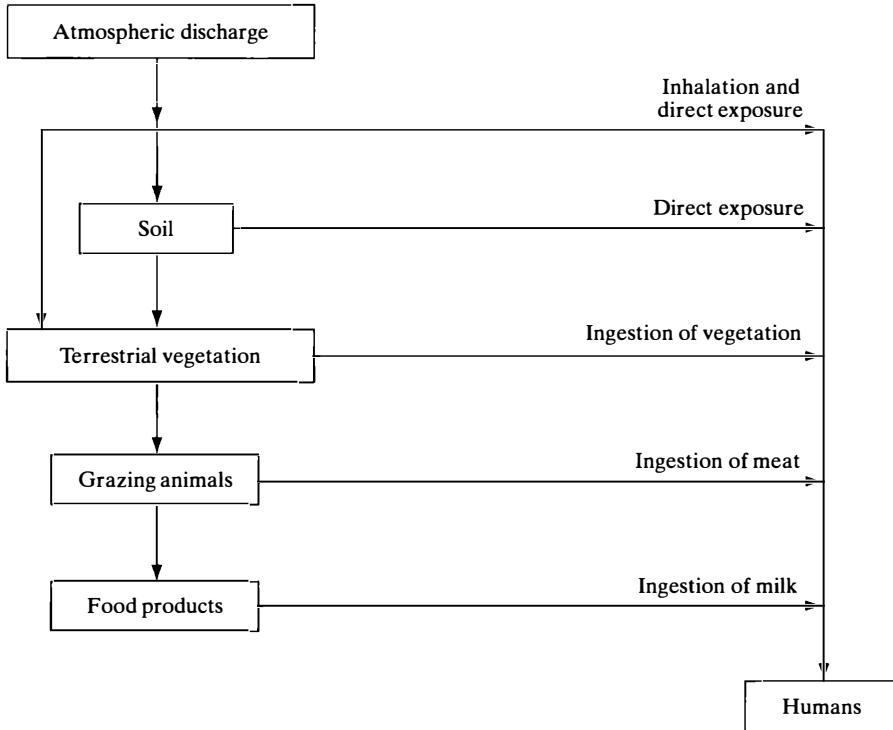 Atmospheric discharge
Inhalation and
direct exposure
Soil
Direct exposure
Terrestrial vegetation
Ingestion of vegetation
Grazing animals
Ingestion of meat
Food products
Ingestion of milk
Humans